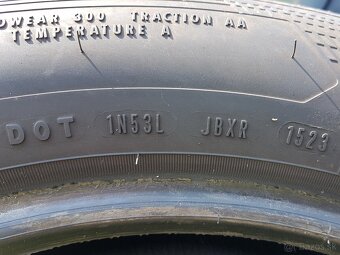 DWEAR 300 TRACTION AA
TEMPERATURE A
DOT 1N53L JBXR 1523